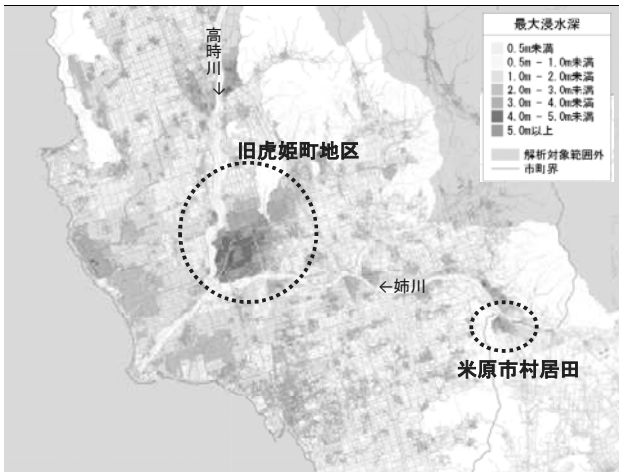 高時川
↓
旧虎姫町地区
←姉川
米原市村居田
最大浸水深
0.5m未満
0.5m - 1.0m未満
1.0m - 2.0m未満
2.0m - 3.0m未満
3.0m - 4.0m未満
4.0m - 5.0m未満
5.0m以上
解析対象範囲外
市町界